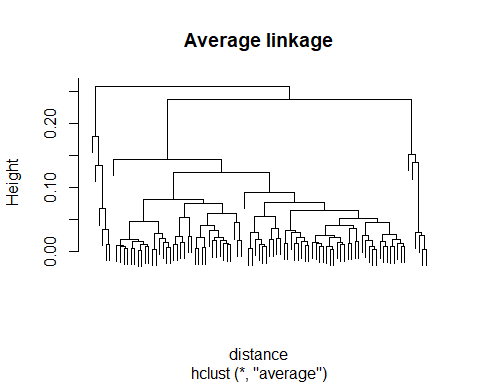 Average linkage
Height
0.20
0.10
0.00
distance
hclust (*, "average")